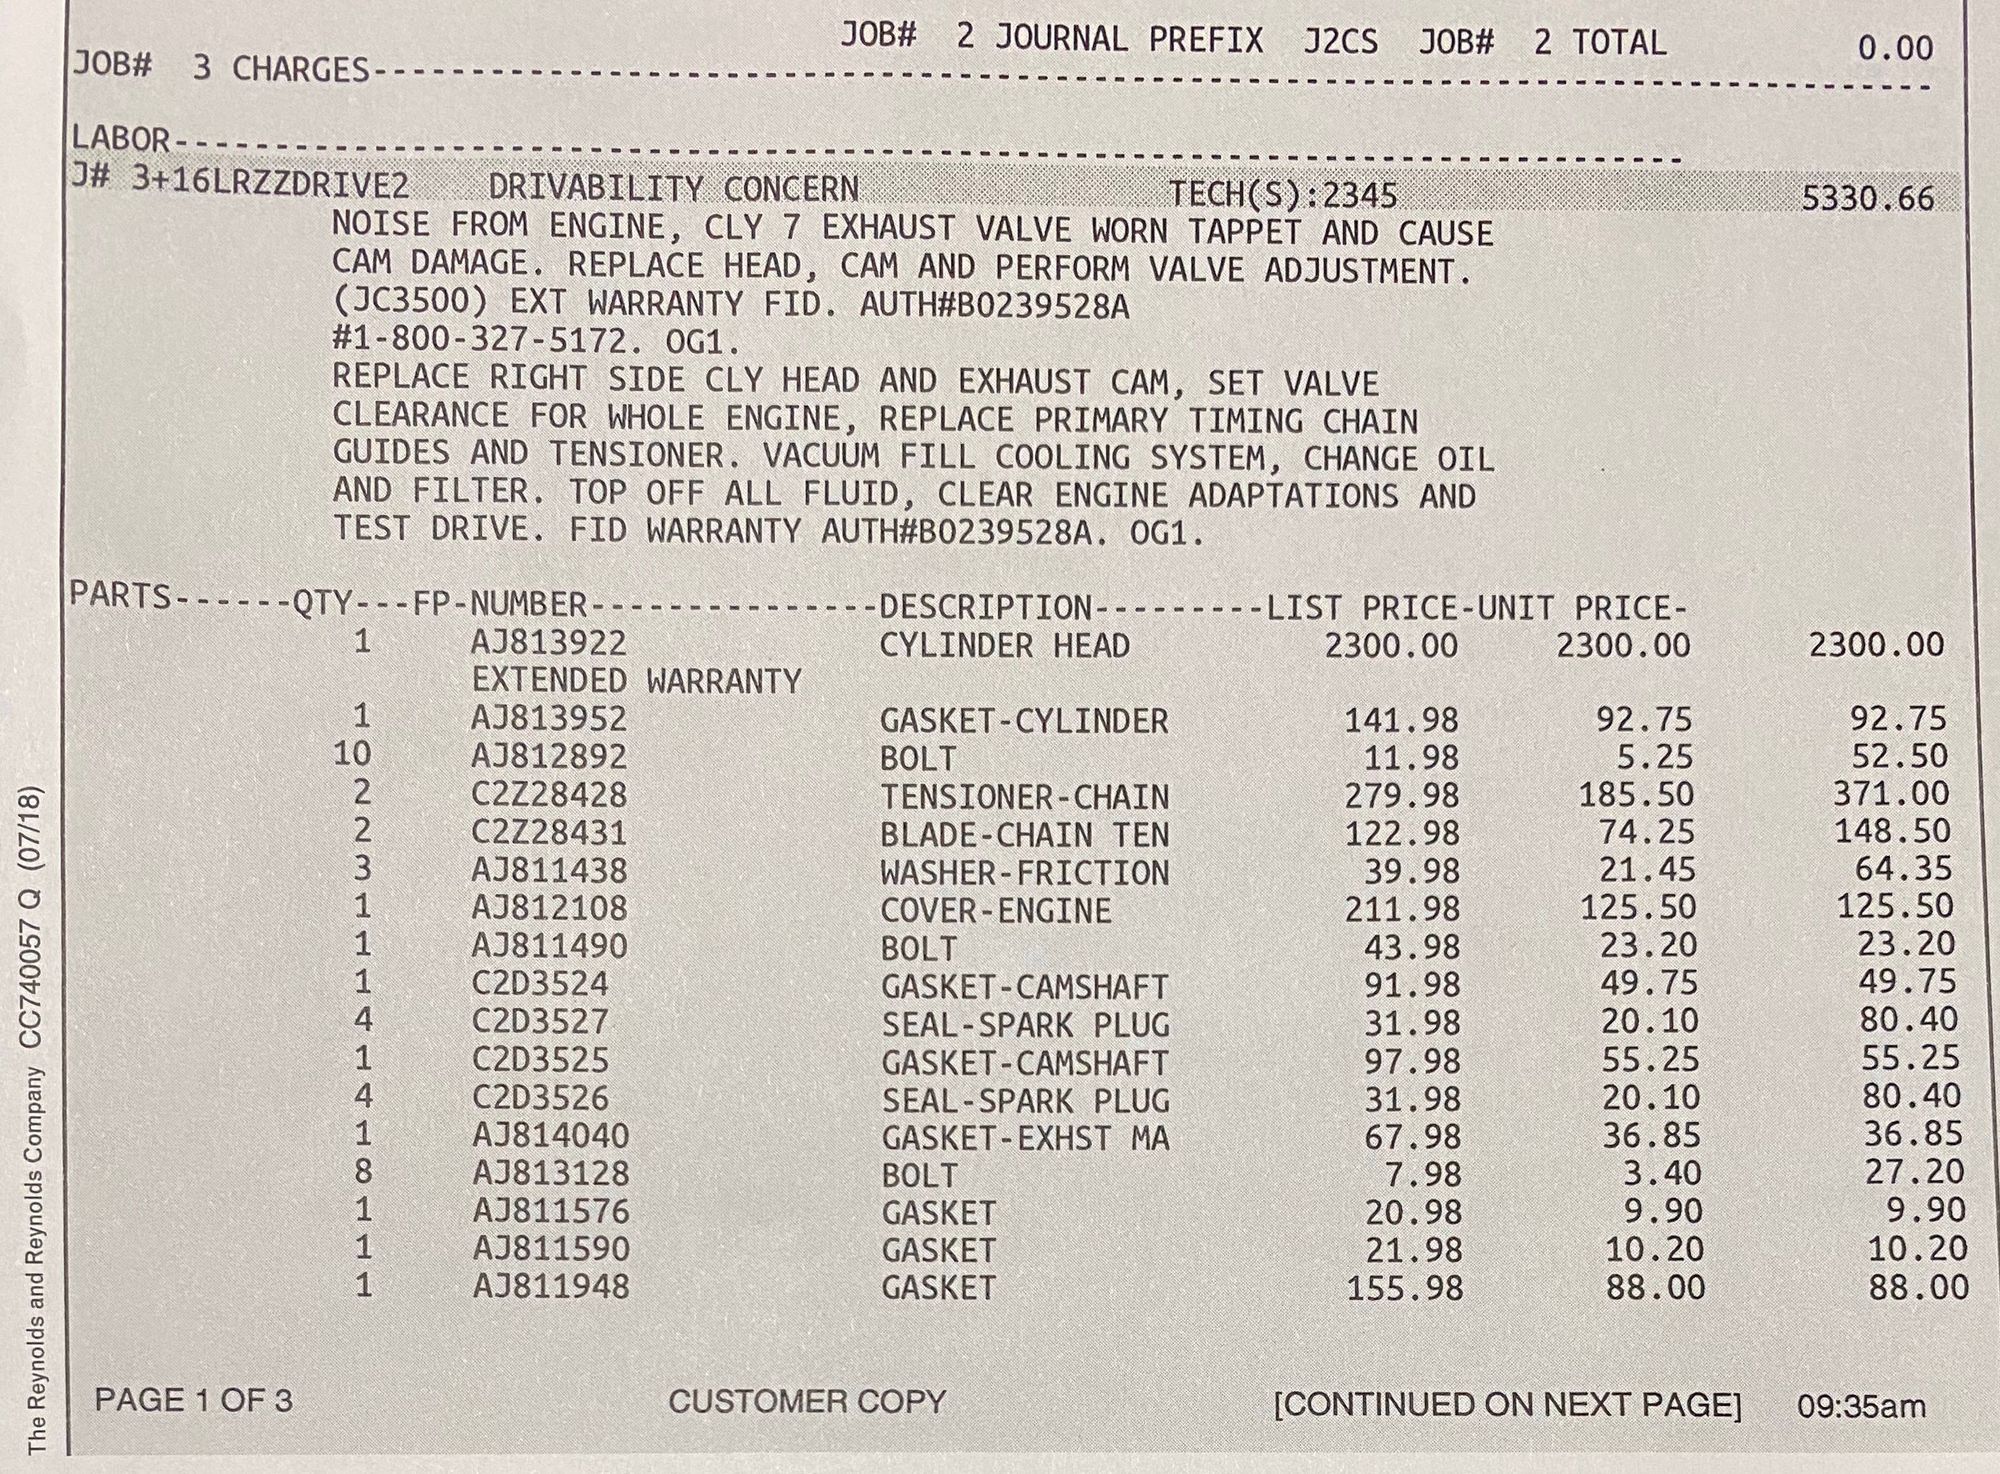 JOB# 2 JOURNAL PREFIX J2CS JOB# 2 TOTAL 0.00
JOB# 3 CHARGES----------------------------------------------------------------
LABOR----------------------------------------------------------------
J# 3+16LRZZDRIVE2 DRIVABILITY CONCERN TECH(S):2345 5330.66
NOISE FROM ENGINE, CLY 7 EXHAUST VALVE WORN TAPPET AND CAUSE
CAM DAMAGE. REPLACE HEAD, CAM AND PERFORM VALVE ADJUSTMENT.
(JC3500) EXT WARRANTY FID. AUTH#B0239528A
#1-800-327-5172. OG1.
REPLACE RIGHT SIDE CLY HEAD AND EXHAUST CAM, SET VALVE
CLEARANCE FOR WHOLE ENGINE, REPLACE PRIMARY TIMING CHAIN
GUIDES AND TENSIONER. VACUUM FILL COOLING SYSTEM, CHANGE OIL
AND FILTER. TOP OFF ALL FLUID, CLEAR ENGINE ADAPTATIONS AND
TEST DRIVE. FID WARRANTY AUTH#B0239528A. OG1.
PARTS------QTY---FP-NUMBER---------------DESCRIPTION---------LIST PRICE-UNIT PRICE-
1 AJ813922 CYLINDER HEAD 2300.00 2300.00 2300.00
EXTENDED WARRANTY
1 AJ813952 GASKET-CYLINDER 141.98 92.75 92.75
10 AJ812892 BOLT 11.98 5.25 52.50
2 C2Z28428 TENSIONER-CHAIN 279.98 185.50 371.00
2 C2Z28431 BLADE-CHAIN TEN 122.98 74.25 148.50
3 AJ811438 WASHER-FRICTION 39.98 21.45 64.35
1 AJ812108 COVER-ENGINE 211.98 125.50 125.50
1 AJ811490 BOLT 43.98 23.20 23.20
1 C2D3524 GASKET-CAMSHAFT 91.98 49.75 49.75
4 C2D3527 SEAL-SPARK PLUG 31.98 20.10 80.40
1 C2D3525 GASKET-CAMSHAFT 97.98 55.25 55.25
4 C2D3526 SEAL-SPARK PLUG 31.98 20.10 80.40
1 AJ814040 GASKET-EXHST MA 67.98 36.85 36.85
8 AJ813128 BOLT 7.98 3.40 27.20
1 AJ811576 GASKET 20.98 9.90 9.90
1 AJ811590 GASKET 21.98 10.20 10.20
1 AJ811948 GASKET 155.98 88.00 88.00
PAGE 1 OF 3 CUSTOMER COPY [CONTINUED ON NEXT PAGE] 09:35am
The Reynolds and Reynolds Company CC740057 Q (07/18)